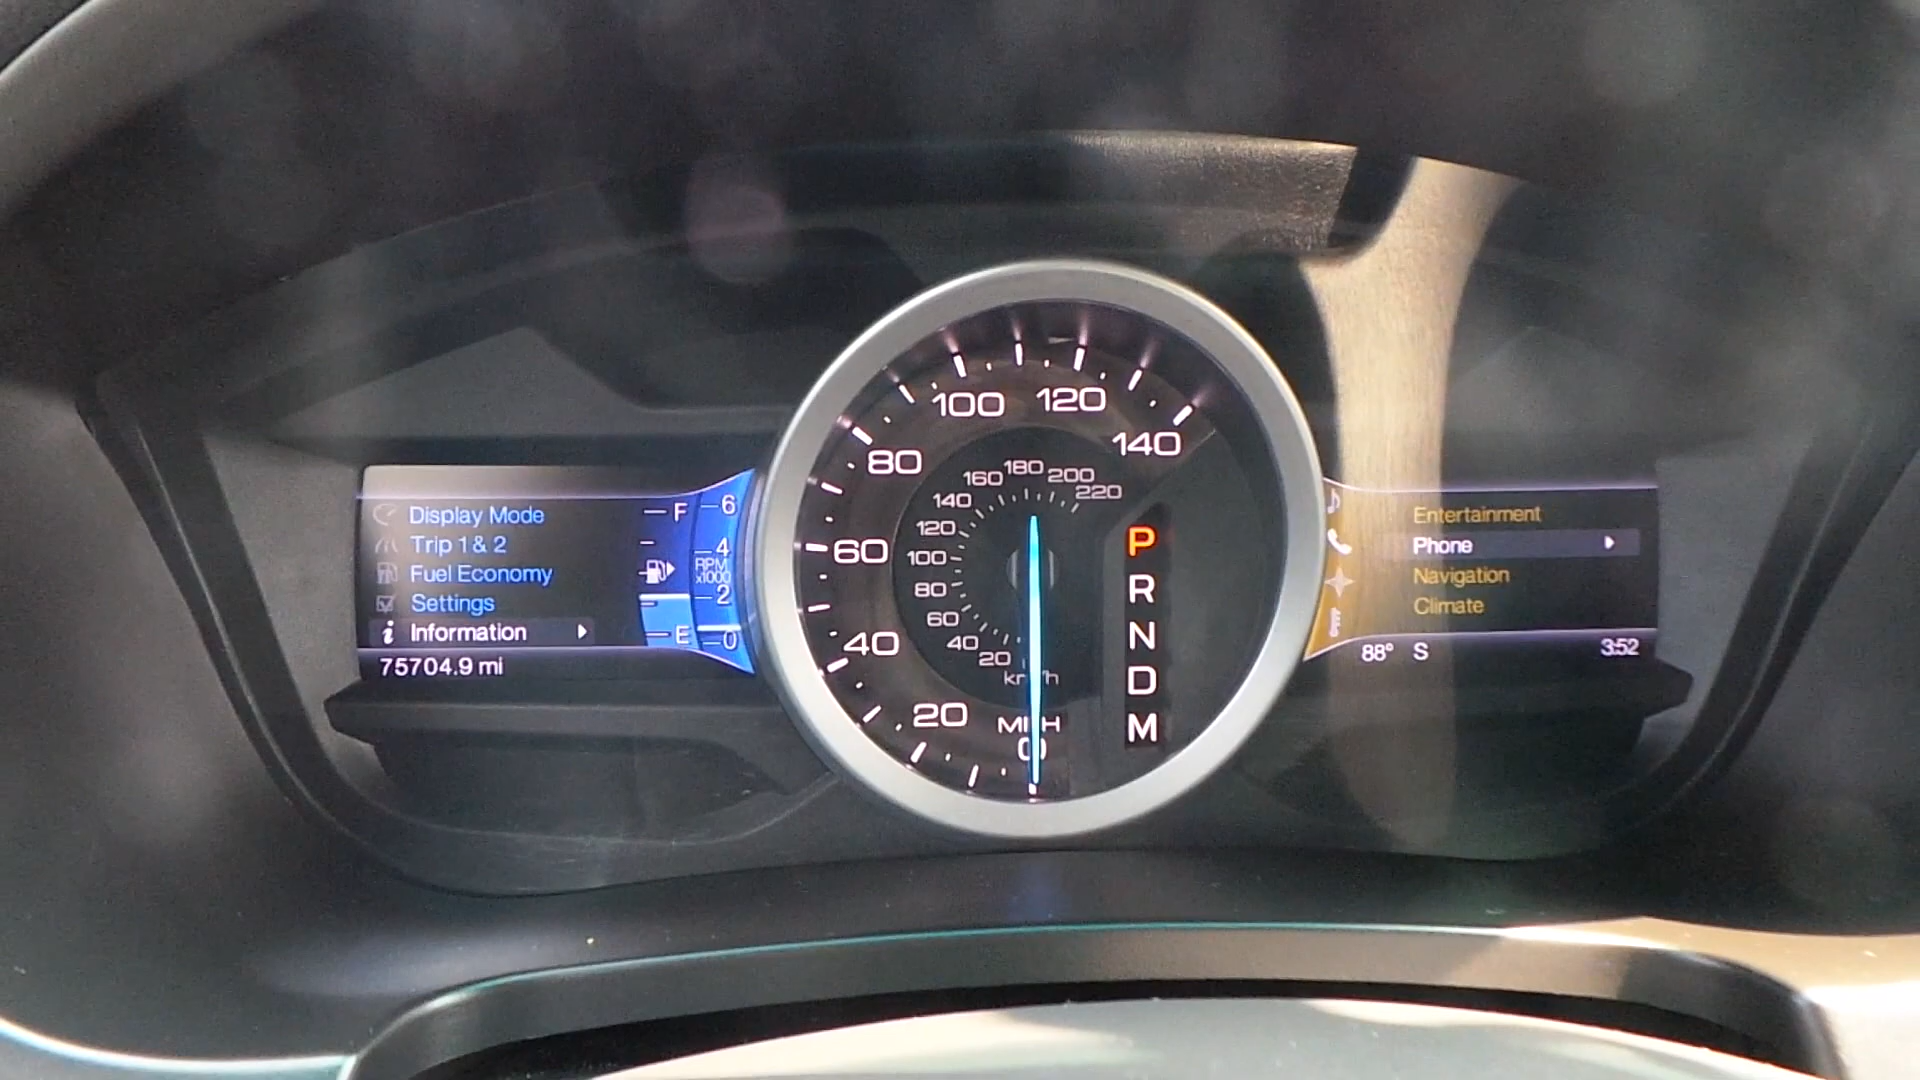 Display Mode
Trip 1 & 2
Fuel Economy
Settings
i Information
75704.9 mi
F
E
6
4
RPM
x1000
2
0
100
120
80
140
60
40
20
MPH
0
180
160
200
140
220
120
100
80
60
40
20
P
R
N
D
M
Entertainment
Phone
Navigation
Climate
88° S
3:52